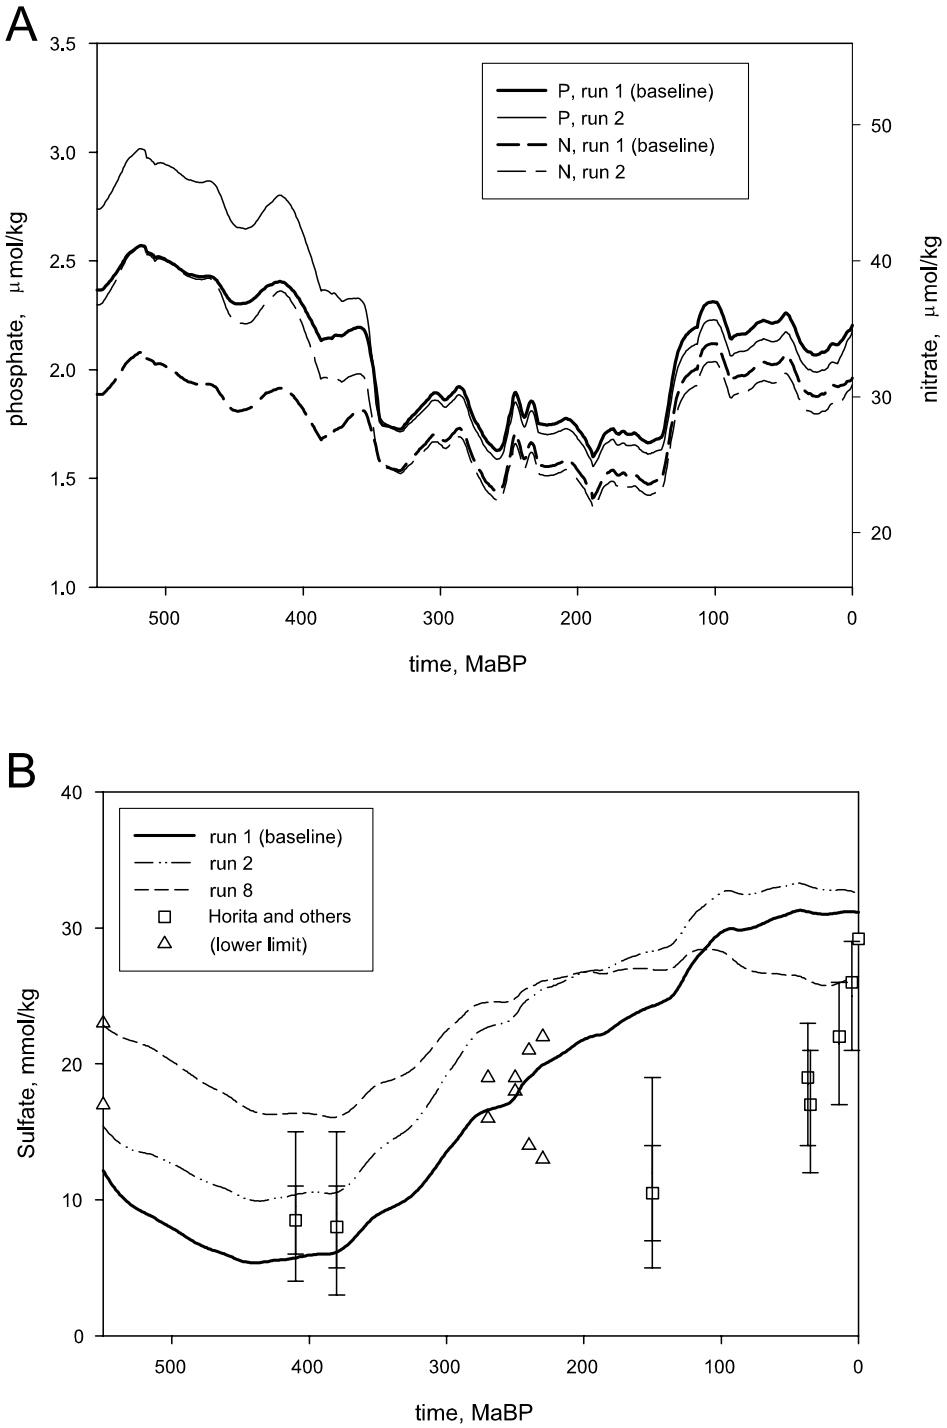 A
3.5
3.0
2.5
2.0
1.5
1.0
phosphate, μmol/kg
P, run 1 (baseline)
P, run 2
N, run 1 (baseline)
N, run 2
50
40
30
20
nitrate, μmol/kg
500 400 300 200 100 0
time, MaBP
B
40
30
20
10
0
Sulfate, mmol/kg
run 1 (baseline)
run 2
run 8
Horita and others
(lower limit)
500 400 300 200 100 0
time, MaBP